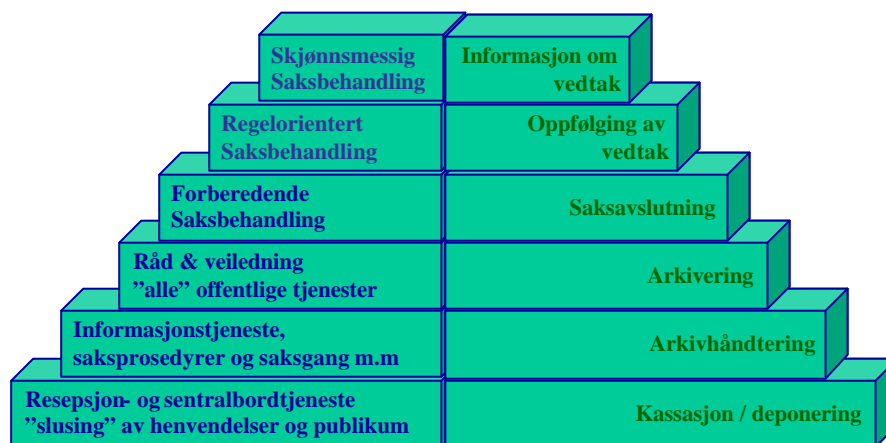 Skjønnsmessig
Saksbehandling
Informasjon om
vedtak
Regelorientert
Saksbehandling
Oppfølging av
vedtak
Forberedende
Saksbehandling
Saksavslutning
Råd & veiledning
”alle” offentlige tjenester
Arkivering
Informasjonstjeneste,
saksprosedyrer og saksgang m.m
Arkivhåndtering
Resepsjon- og sentralbordtjeneste
”slusing” av henvendelser og publikum
Kassasjon / deponering